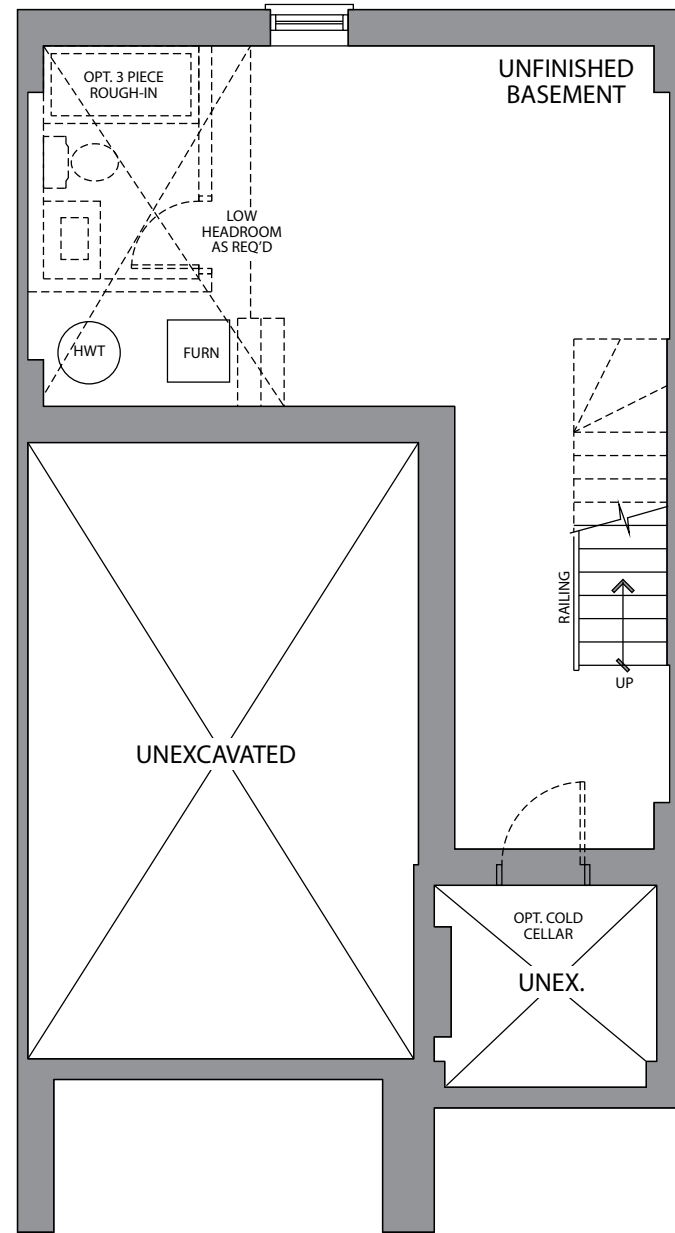 OPT. 3 PIECE
ROUGH-IN
UNFINISHED
BASEMENT
LOW
HEADROOM
AS REQ'D
HWT
FURN
RAILING
UP
UNEXCAVATED
OPT. COLD
CELLAR
UNEX.